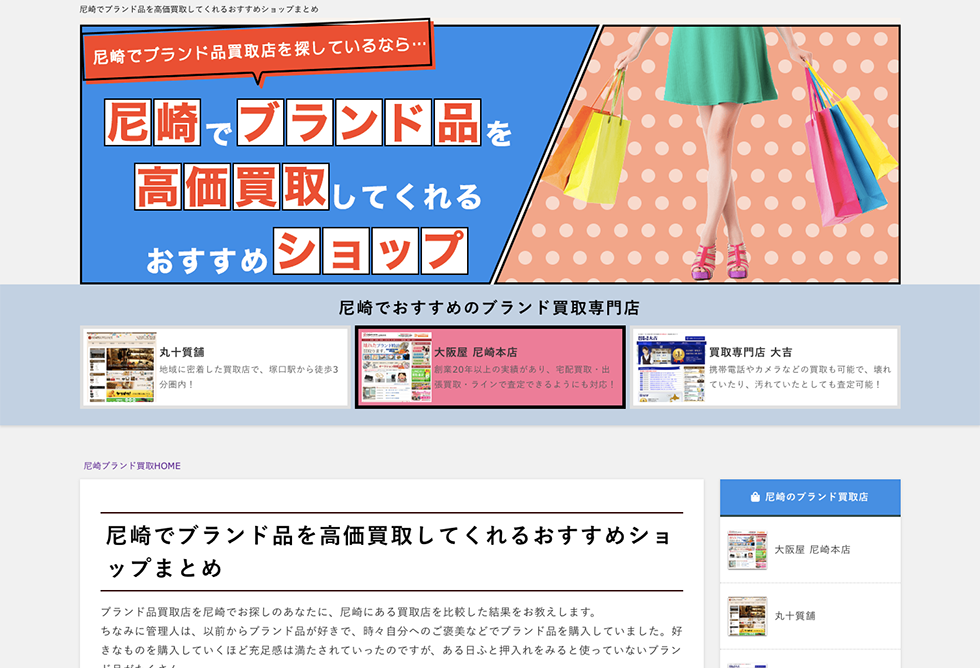 尼崎でブランド品を高価買取してくれるおすすめショップまとめ
尼崎でブランド品買取店を探しているなら…
尼崎でブランド品を
高価買取してくれる
おすすめショップ
尼崎でおすすめのブランド買取専門店
丸十質舗
地域に密着した買取店で、塚口駅から徒歩3
分圏内！
大阪屋 尼崎本店
創業20年以上の実績があり、宅配買取・出
張買取・ラインで査定できるようにも対応！
買取専門店 大吉
携帯電話やカメラなどの買取も可能で、壊れ
ていたり、汚れていたとしても査定可能！
尼崎ブランド買取HOME
尼崎でブランド品を高価買取してくれるおすすめショ
ップまとめ
ブランド品買取店を尼崎でお探しのあなたに、尼崎にある買取店を比較した結果をお教えします。
ちなみに管理人は、以前からブランド品が好きで、時々自分へのご褒美などでブランド品を購入していました。好
きなものを購入していくほど充足感は満たされていったのですが、ある日ふと押入れをみると使っていないブラン
尼崎のブランド買取店
大阪屋 尼崎本店
丸十質舗